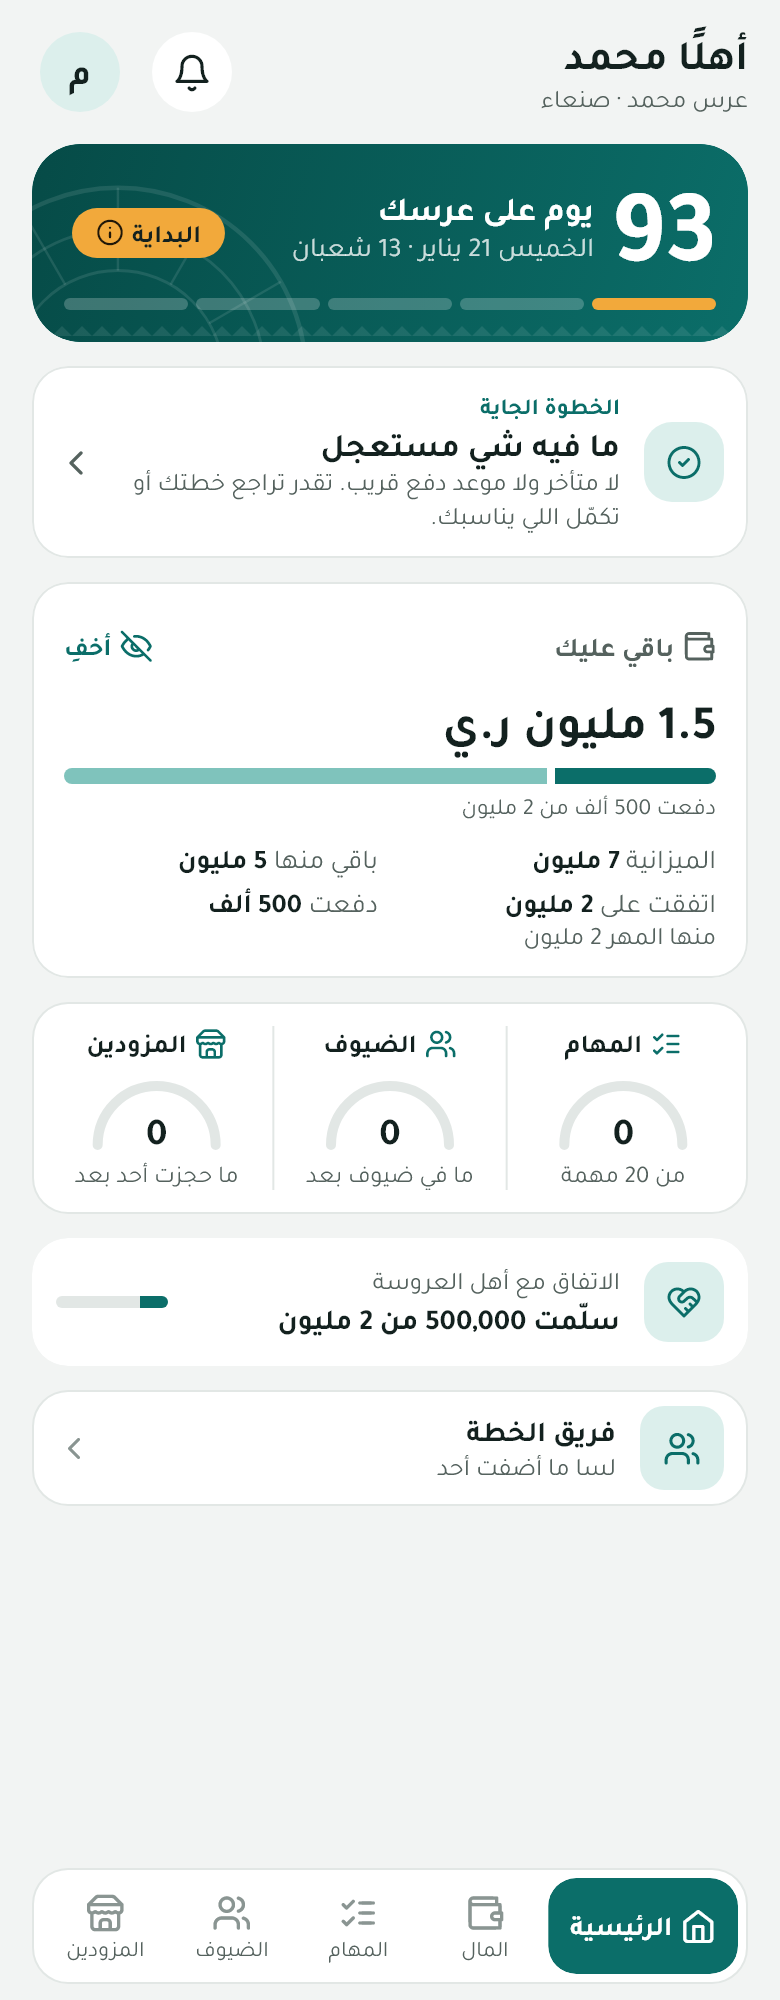 أهلًا محمد
عرس محمد · صنعاء
م
93
يوم على عرسك
الخميس 21 يناير · 13 شعبان
البداية
الخطوة الجاية
ما فيه شي مستعجل
لا متأخر ولا موعد دفع قريب. تقدر تراجع خطتك أو
تكمّل اللي يناسبك.
باقي عليك
أخفِ
1.5 مليون ر.ي
دفعت 500 ألف من 2 مليون
الميزانية 7 مليون
باقي منها 5 مليون
اتفقت على 2 مليون
دفعت 500 ألف
منها المهر 2 مليون
المهام
0
من 20 مهمة
الضيوف
0
ما في ضيوف بعد
المزودين
0
ما حجزت أحد بعد
الاتفاق مع أهل العروسة
سلّمت 500,000 من 2 مليون
فريق الخطة
لسا ما أضفت أحد
الرئيسية
المال
المهام
الضيوف
المزودين